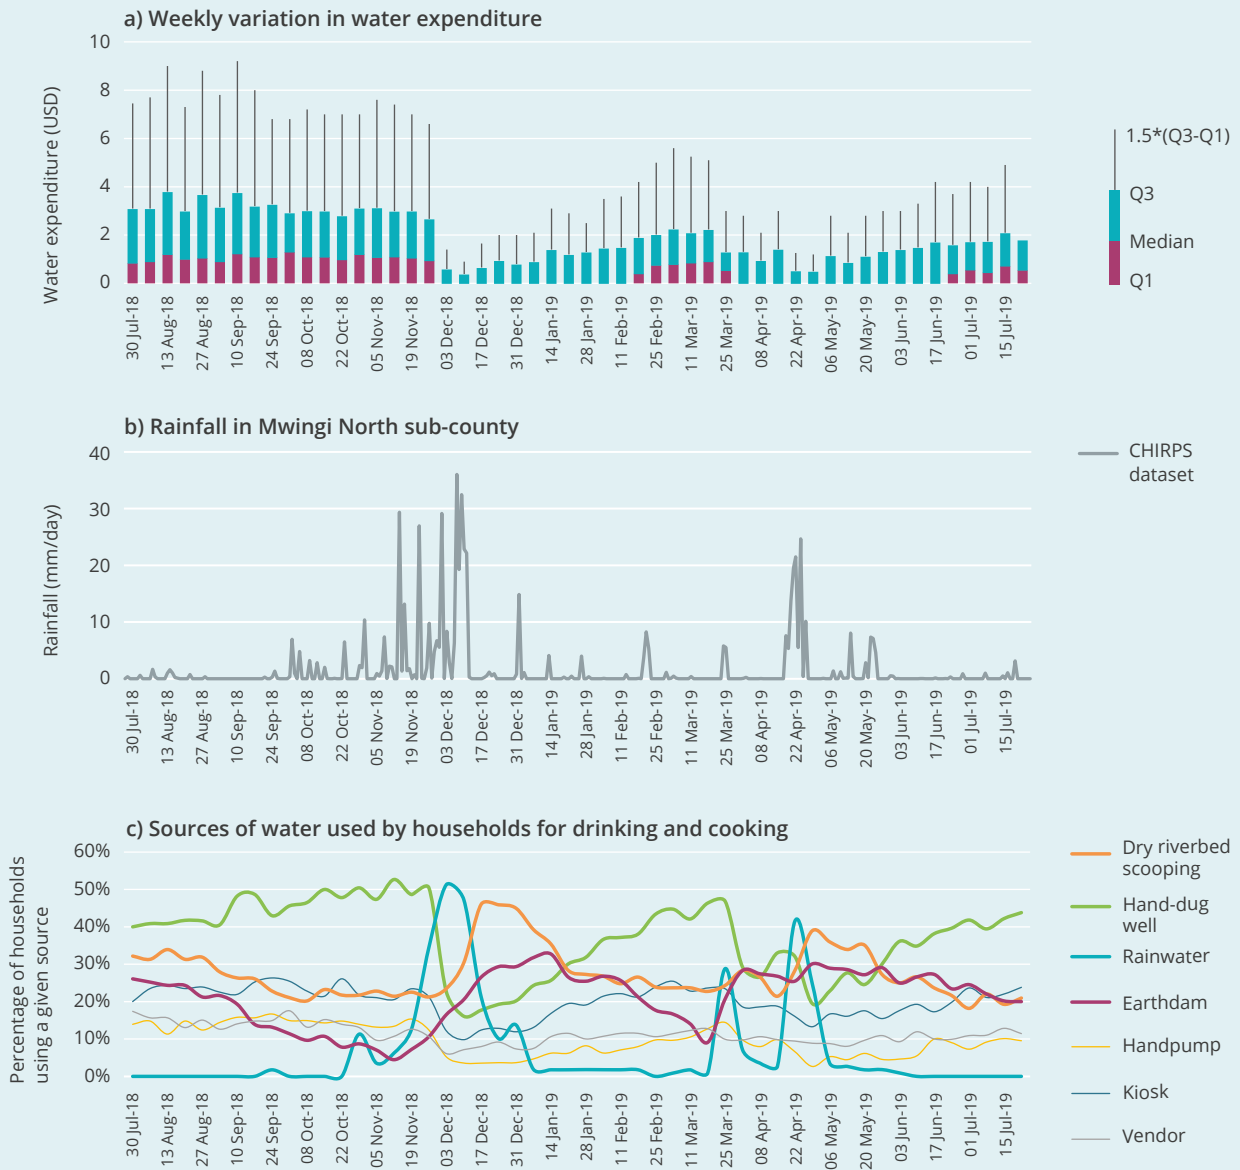 a) Weekly variation in water expenditure
Water expenditure (USD)
10
8
6
4
2
0
30 Jul-18
13 Aug-18
27 Aug-18
10 Sep-18
24 Sep-18
08 Oct-18
22 Oct-18
05 Nov-18
19 Nov-18
03 Dec-18
17 Dec-18
31 Dec-18
14 Jan-19
28 Jan-19
11 Feb-19
25 Feb-19
11 Mar-19
25 Mar-19
08 Apr-19
22 Apr-19
06 May-19
20 May-19
03 Jun-19
17 Jun-19
01 Jul-19
15 Jul-19
1.5*(Q3-Q1)
Q3
Median
Q1
b) Rainfall in Mwingi North sub-county
Rainfall (mm/day)
40
30
20
10
0
30 Jul-18
13 Aug-18
27 Aug-18
10 Sep-18
24 Sep-18
08 Oct-18
22 Oct-18
05 Nov-18
19 Nov-18
03 Dec-18
17 Dec-18
31 Dec-18
14 Jan-19
28 Jan-19
11 Feb-19
25 Feb-19
11 Mar-19
25 Mar-19
08 Apr-19
22 Apr-19
06 May-19
20 May-19
03 Jun-19
17 Jun-19
01 Jul-19
15 Jul-19
CHIRPS
dataset
c) Sources of water used by households for drinking and cooking
Percentage of households
using a given source
60%
50%
40%
30%
20%
10%
0%
30 Jul-18
13 Aug-18
27 Aug-18
10 Sep-18
24 Sep-18
08 Oct-18
22 Oct-18
05 Nov-18
19 Nov-18
03 Dec-18
17 Dec-18
31 Dec-18
14 Jan-19
28 Jan-19
11 Feb-19
25 Feb-19
11 Mar-19
25 Mar-19
08 Apr-19
22 Apr-19
06 May-19
20 May-19
03 Jun-19
17 Jun-19
01 Jul-19
15 Jul-19
Dry riverbed
scooping
Hand-dug
well
Rainwater
Earthdam
Handpump
Kiosk
Vendor